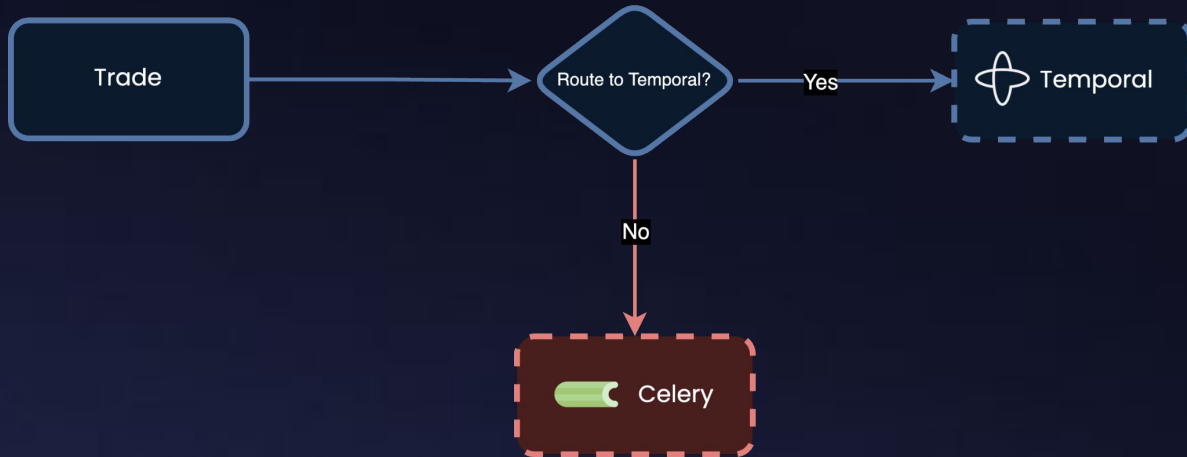 Trade
Route to Temporal?
Yes
Temporal
No
Celery